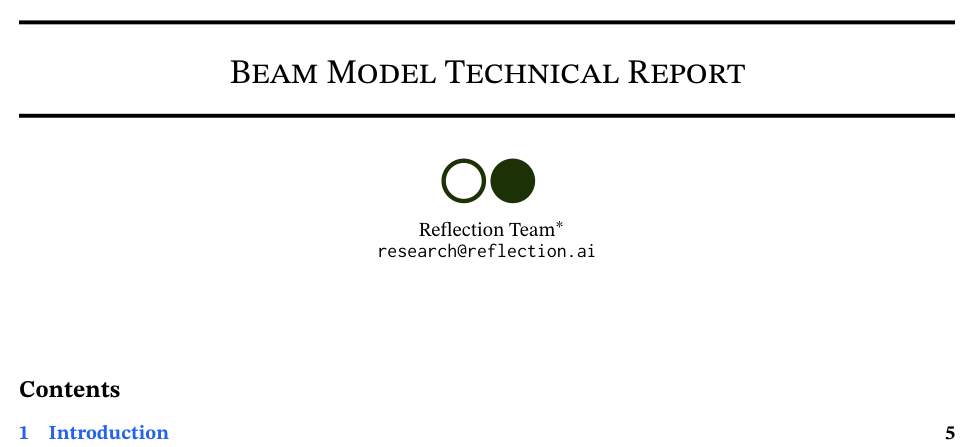 BEAM MODEL TECHNICAL REPORT
Reflection Team*
research@reflection.ai
Contents
1 Introduction 5